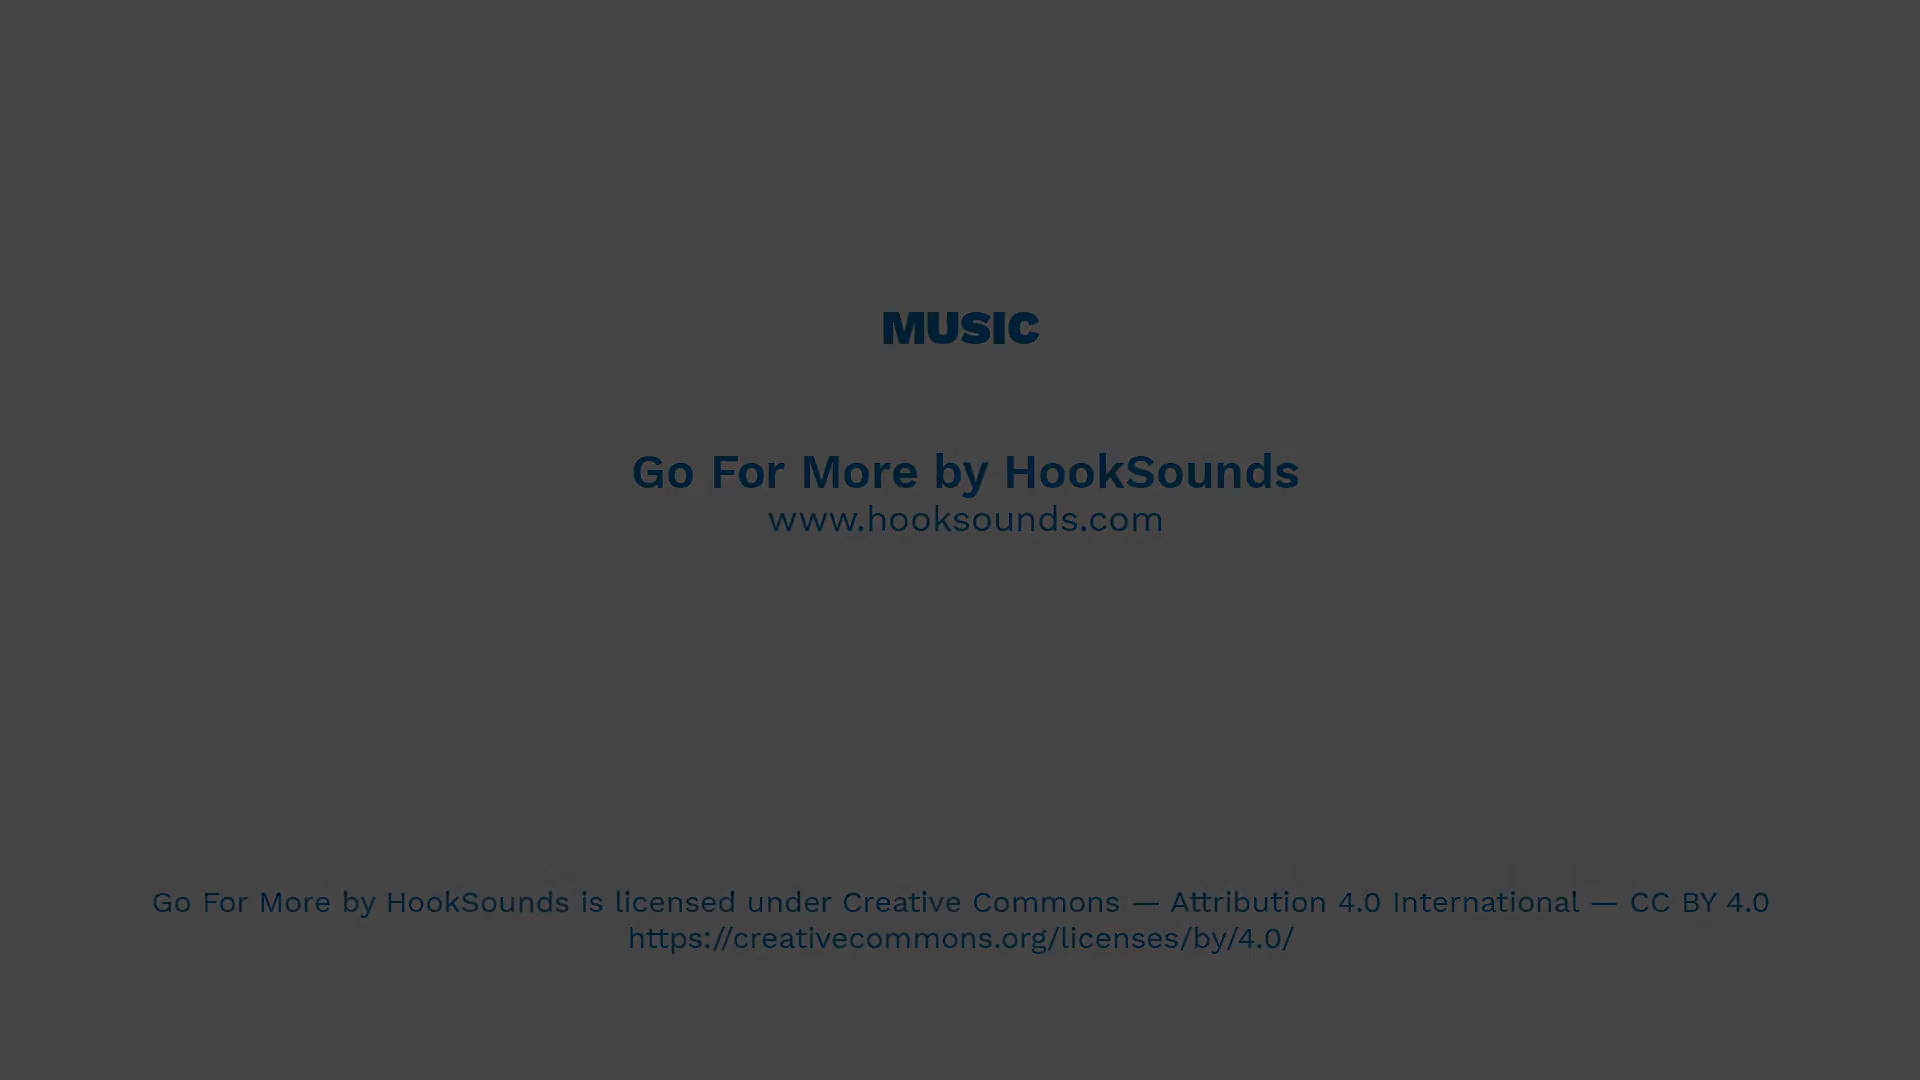 MUSIC
Go For More by HookSounds
www.hooksounds.com
Go For More by HookSounds is licensed under Creative Commons — Attribution 4.0 International — CC BY 4.0
https://creativecommons.org/licenses/by/4.0/